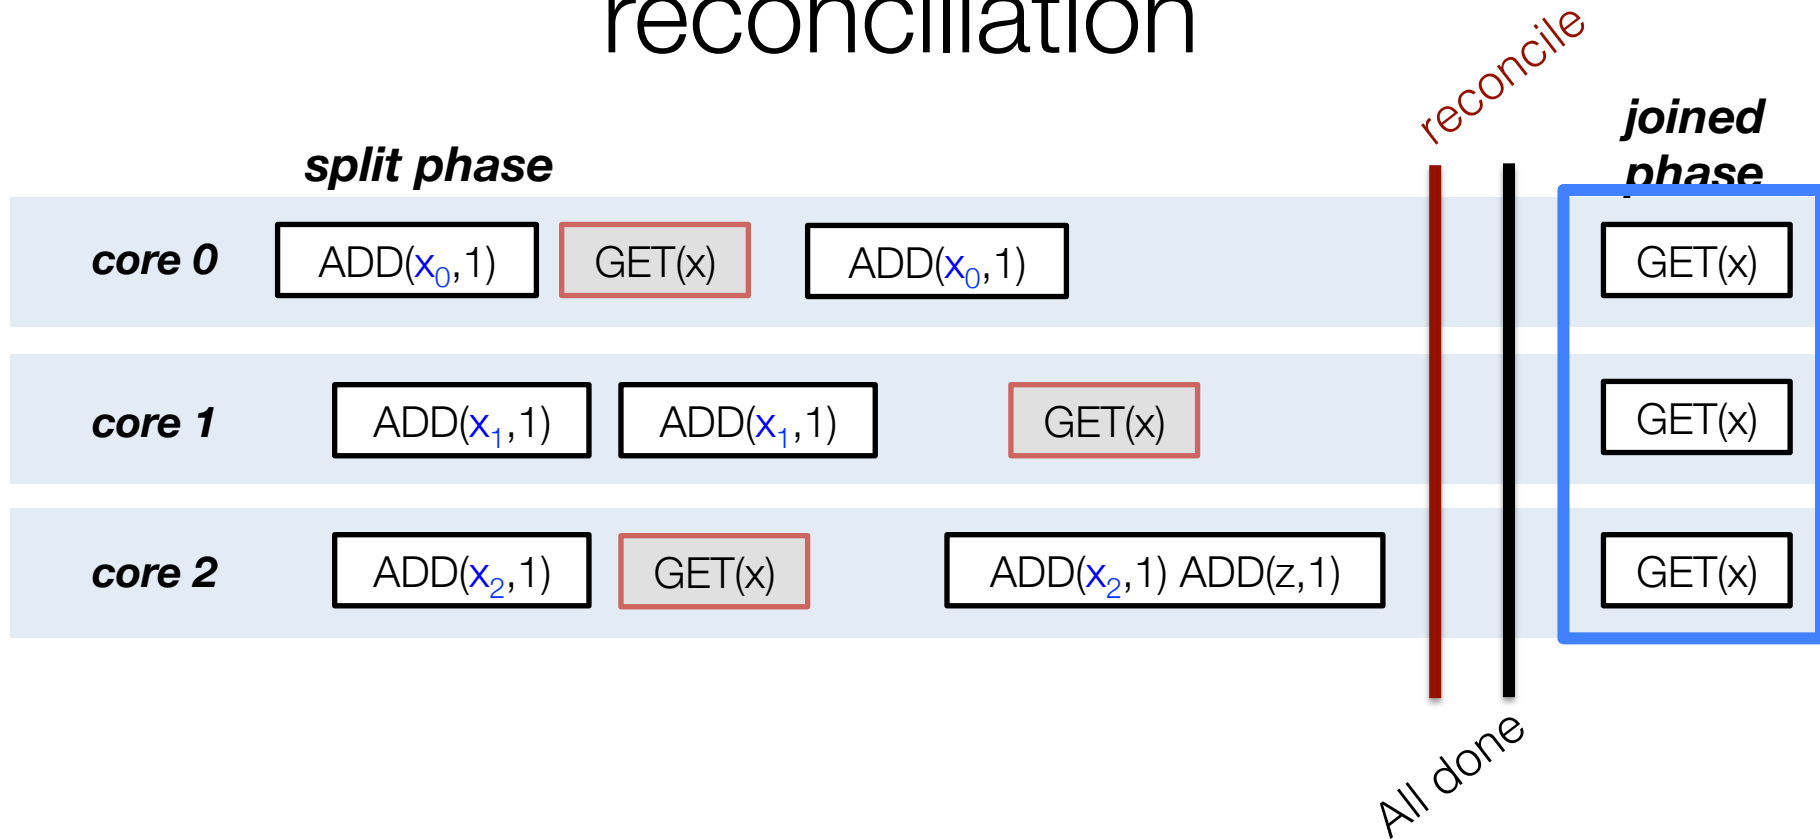 reconciliation
reconcile
joined
phase
split phase
core 0 ADD(x₀,1) GET(x) ADD(x₀,1) GET(x)
core 1 ADD(x₁,1) ADD(x₁,1) GET(x) GET(x)
core 2 ADD(x₂,1) GET(x) ADD(x₂,1) ADD(z,1) GET(x)
All done